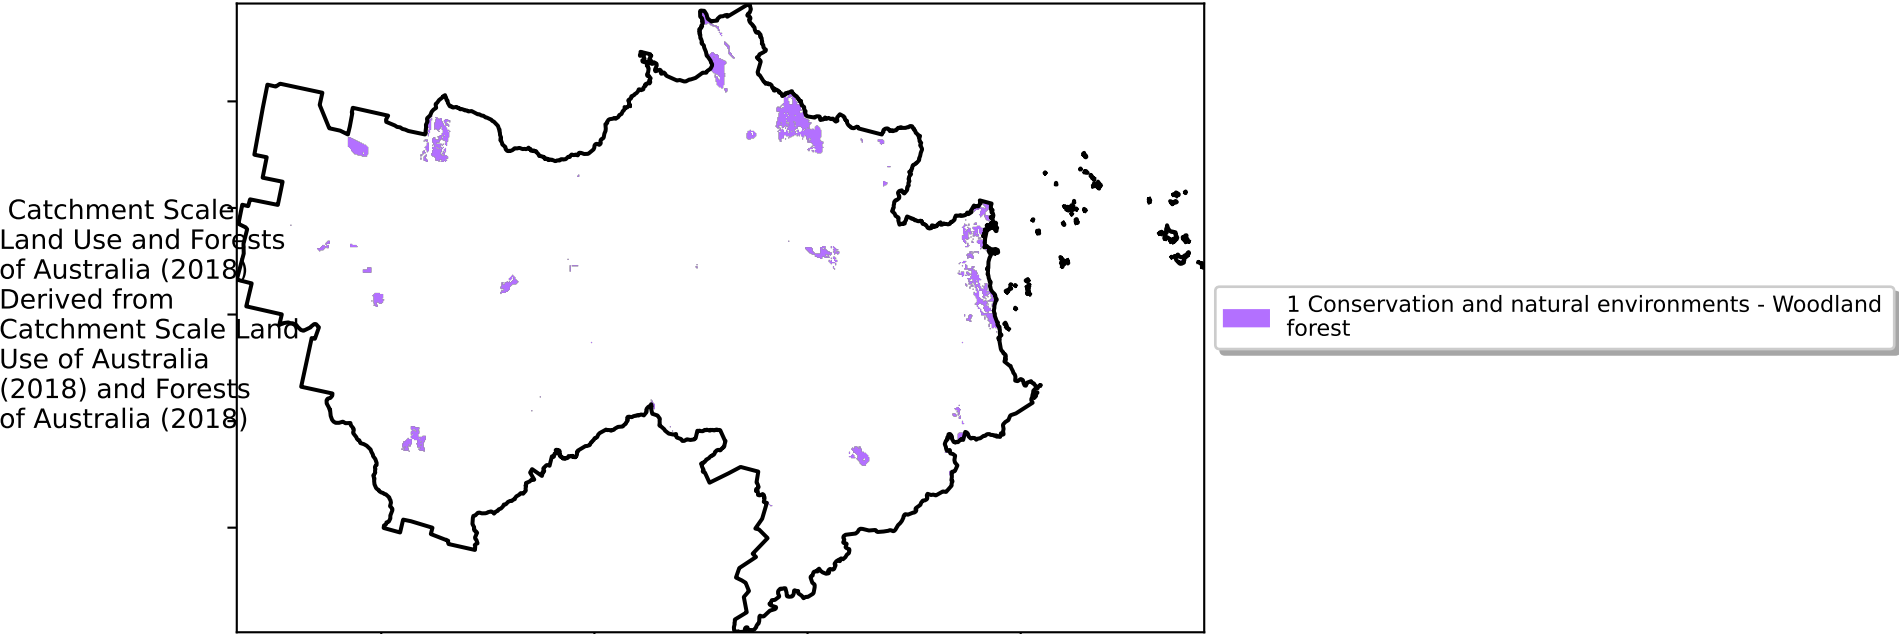 Catchment Scale
Land Use and Forests
of Australia (2018)
Derived from
Catchment Scale Land
Use of Australia
(2018) and Forests
of Australia (2018)
1 Conservation and natural environments - Woodland
forest